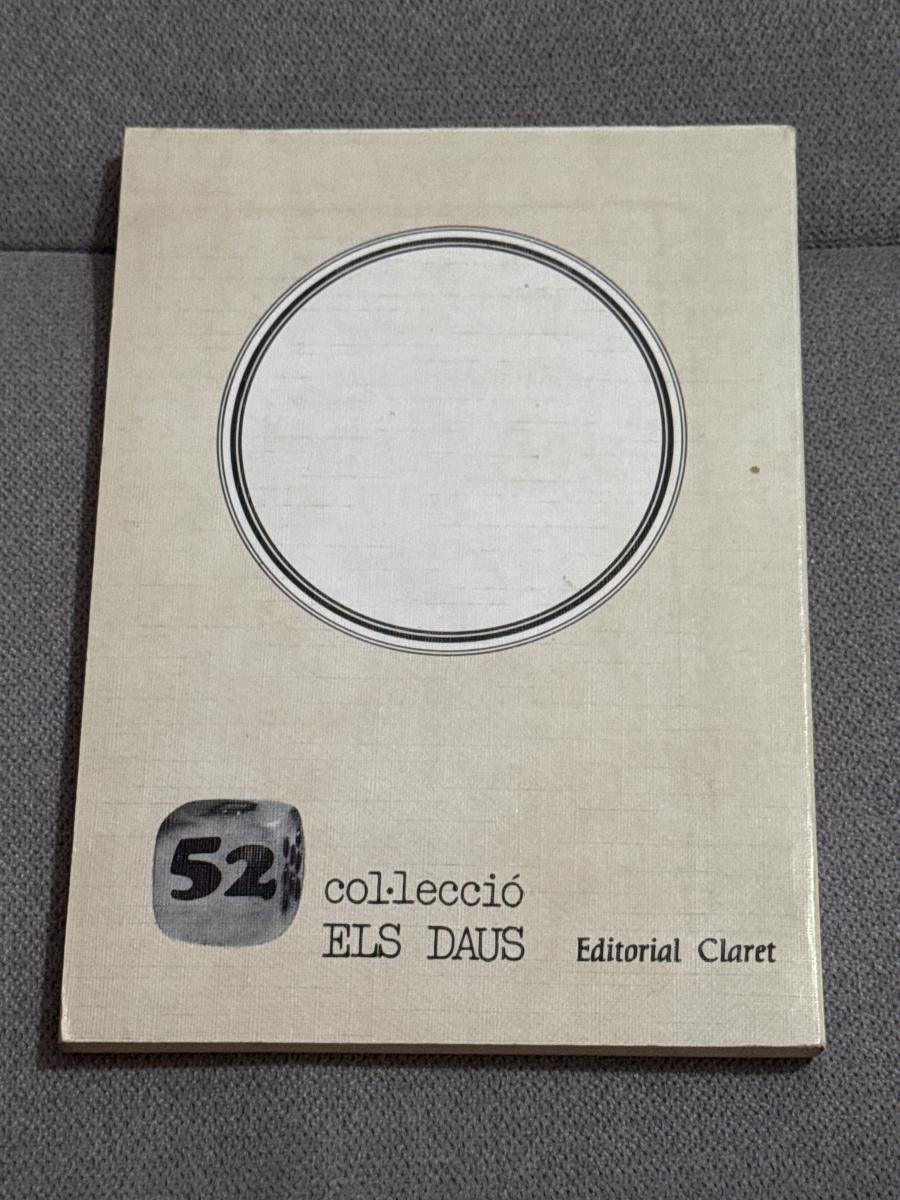 52
col·lecció
ELS DAUS
Editorial Claret